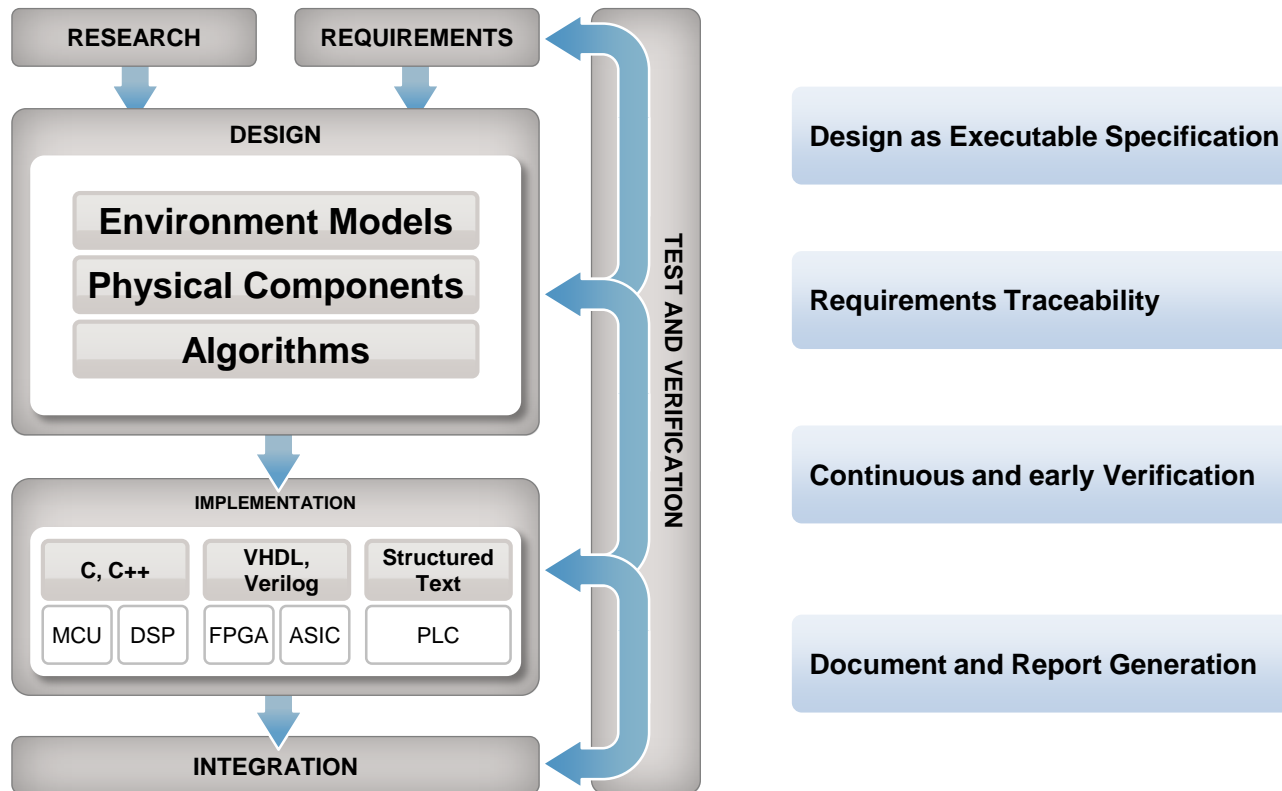 RESEARCH
REQUIREMENTS
DESIGN
Environment Models
Physical Components
Algorithms
IMPLEMENTATION
C, C++
VHDL,
Verilog
Structured
Text
MCU
DSP
FPGA
ASIC
PLC
INTEGRATION
TEST AND VERIFICATION
Design as Executable Specification
Requirements Traceability
Continuous and early Verification
Document and Report Generation